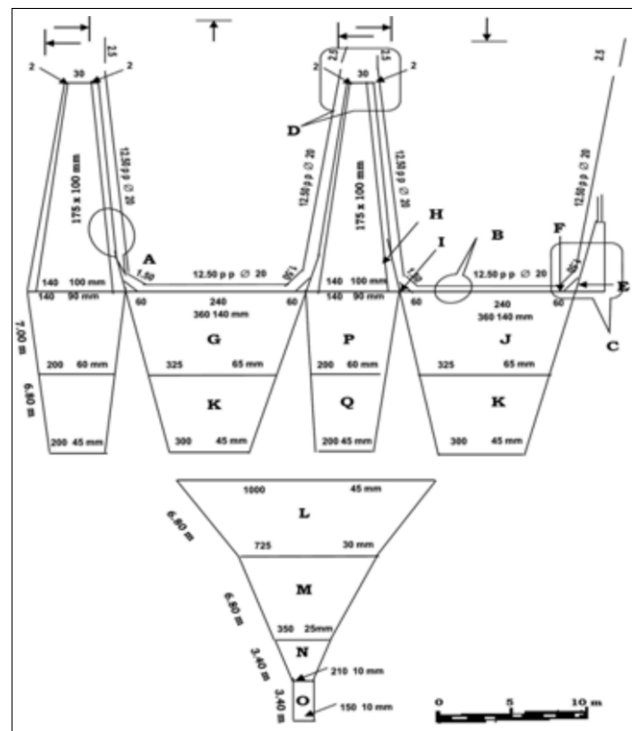 2.5 2.5 2.5 2.5
2 30 2 2 30 2
D
175 x 100 mm 12.50 p p ∅ 20 12.50 p p ∅ 20 175 x 100 mm 12.50 p p ∅ 20 12.50 p p ∅ 20
H B F
A I
1.50 12.50 p p ∅ 20 1.50 1.50 12.50 p p ∅ 20 1.50
E
140 100 mm 140 100 mm
140 90 mm 60 240 60 140 90 mm 60 240 60
360 140 mm 360 140 mm
C
7.00 m G P J
200 60 mm 325 65 mm 200 60 mm 325 65 mm
6.80 m K Q K
200 45 mm 300 45 mm 200 45 mm 300 45 mm
1000 45 mm
6.80 m L
725 30 mm
6.80 m M
350 25mm
3.40 m N
210 10 mm
3.40 m O
150 10 mm
0 5 10 m